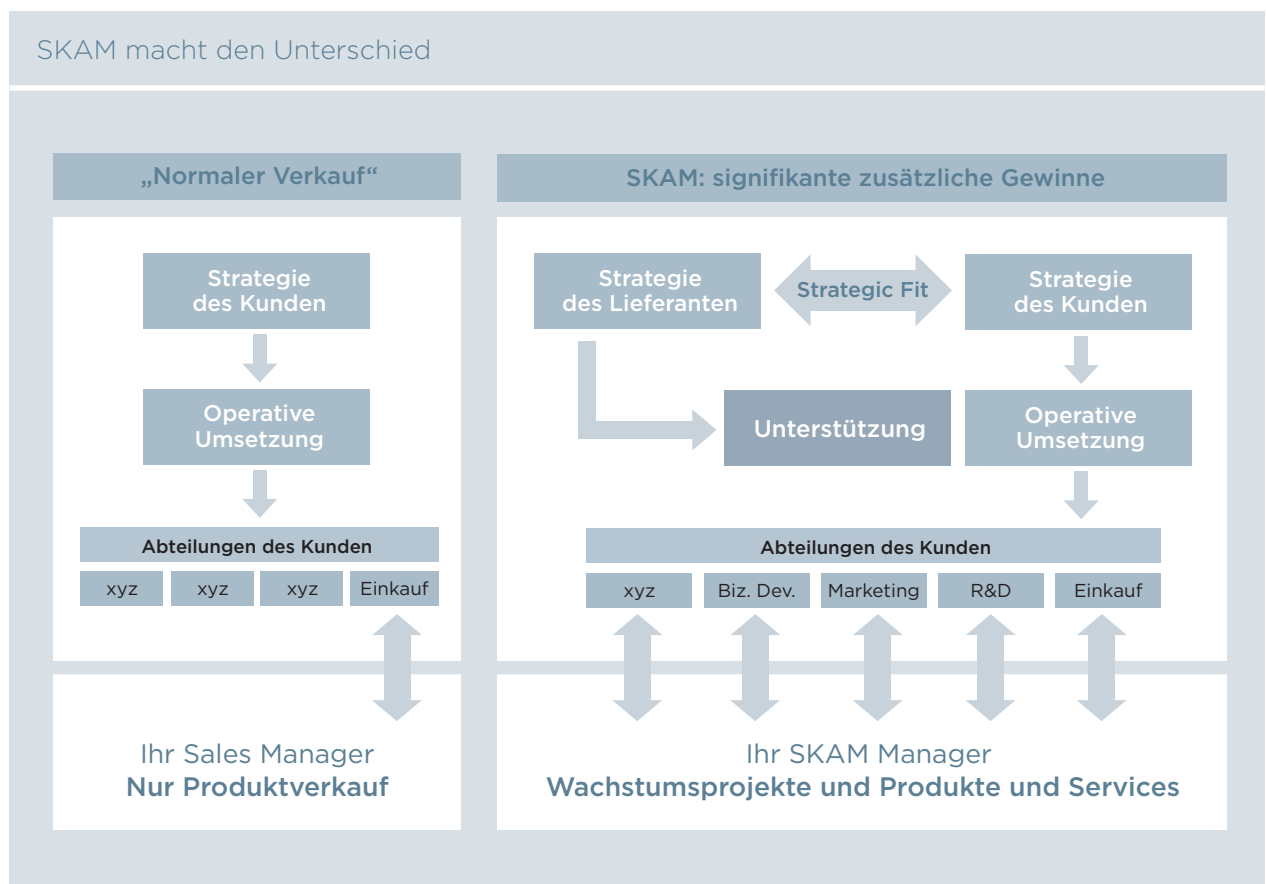 SKAM macht den Unterschied
„Normaler Verkauf“
Strategie
des Kunden
Operative
Umsetzung
Abteilungen des Kunden
xyz xyz xyz Einkauf
Ihr Sales Manager
Nur Produktverkauf
SKAM: signifikante zusätzliche Gewinne
Strategie
des Lieferanten
Strategic Fit
Strategie
des Kunden
Unterstützung
Operative
Umsetzung
Abteilungen des Kunden
xyz Biz. Dev. Marketing R&D Einkauf
Ihr SKAM Manager
Wachstumsprojekte und Produkte und Services